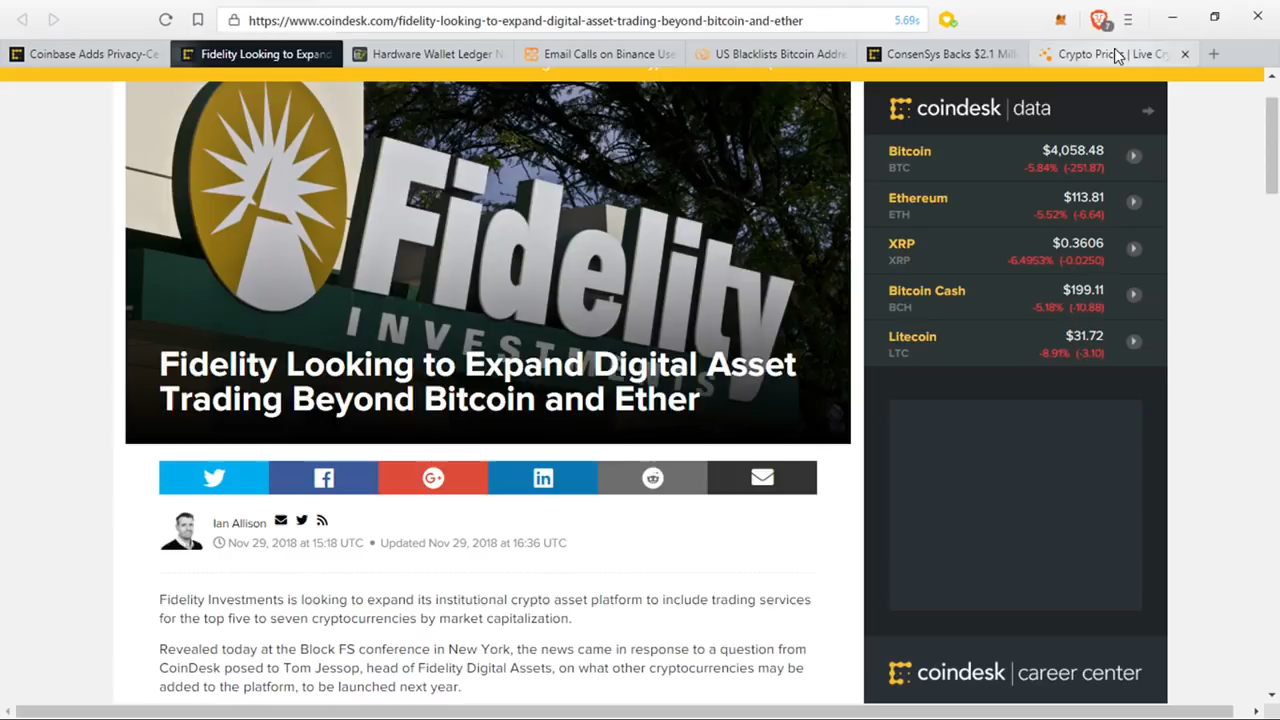 https://www.coindesk.com/fidelity-looking-to-expand-digital-asset-trading-beyond-bitcoin-and-ether
5.69s
7
Coinbase Adds Privacy-Ce
Fidelity Looking to Expand
Hardware Wallet Ledger N
Email Calls on Binance Use
US Blacklists Bitcoin Addre
ConsenSys Backs $2.1 Mill
Crypto Pric | Live Cr
Fidelity
INVESTMENTS
Fidelity Looking to Expand Digital Asset
Trading Beyond Bitcoin and Ether
Ian Allison
Nov 29, 2018 at 15:18 UTC • Updated Nov 29, 2018 at 16:36 UTC
Fidelity Investments is looking to expand its institutional crypto asset platform to include trading services
for the top five to seven cryptocurrencies by market capitalization.
Revealed today at the Block FS conference in New York, the news came in response to a question from
CoinDesk posed to Tom Jessop, head of Fidelity Digital Assets, on what other cryptocurrencies may be
added to the platform, to be launched next year.
coindesk | data
Bitcoin $4,058.48
BTC -5.84% (-251.87)
Ethereum $113.81
ETH -5.52% (-6.64)
XRP $0.3606
XRP -6.4953% (-0.0250)
Bitcoin Cash $199.11
BCH -5.18% (-10.88)
Litecoin $31.72
LTC -8.91% (-3.10)
coindesk | career center